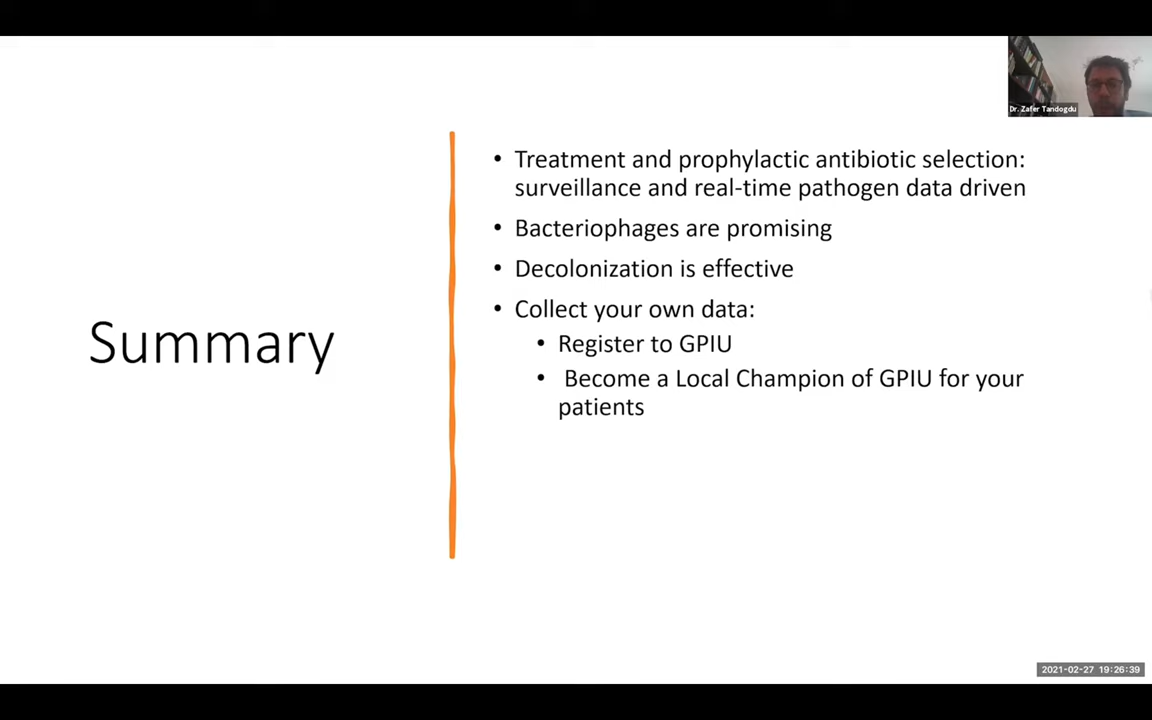 Dr. Zafer Tandogdu
Summary
• Treatment and prophylactic antibiotic selection:
surveillance and real-time pathogen data driven
• Bacteriophages are promising
• Decolonization is effective
• Collect your own data:
• Register to GPIU
• Become a Local Champion of GPIU for your
patients
2021-02-27 19:26:39